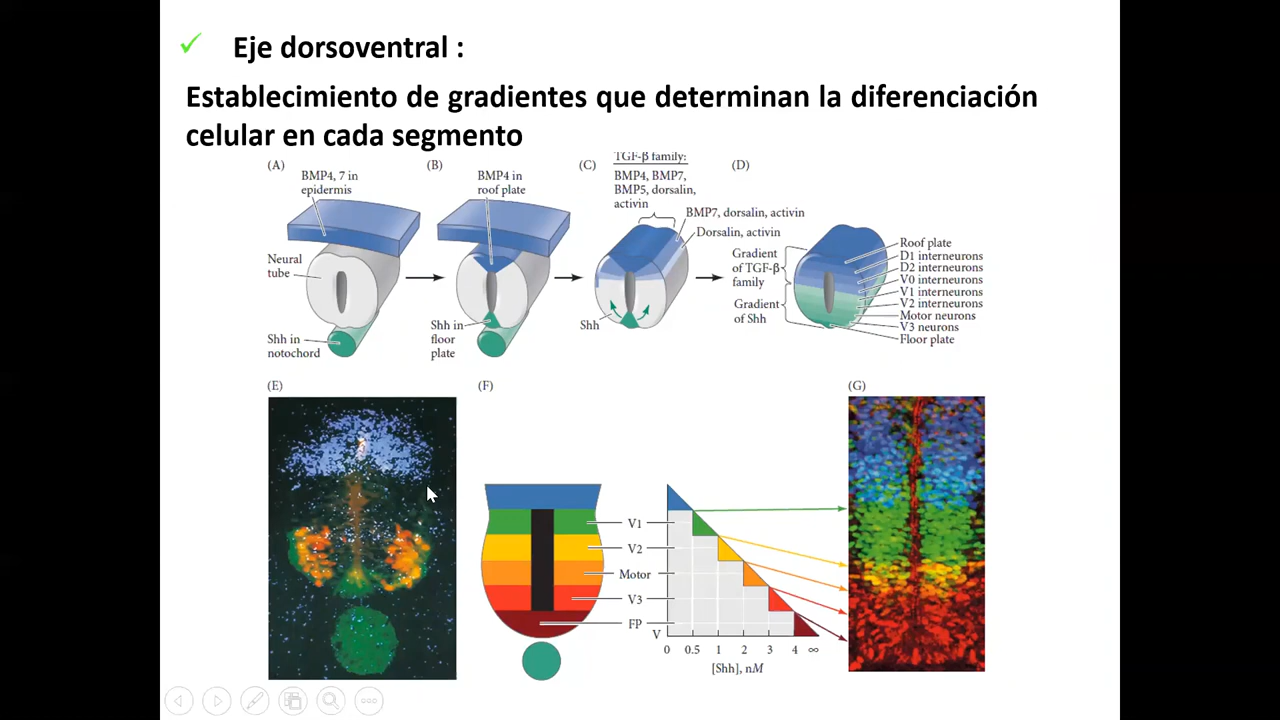 Eje dorsoventral :
Establecimiento de gradientes que determinan la diferenciación
celular en cada segmento
(A)
BMP4, 7 in
epidermis
Neural
tube
Shh in
notochord
(B)
BMP4 in
roof plate
Shh in
floor
plate
(C)
TGF-β family:
BMP4, BMP7,
BMP5, dorsalin,
activin
BMP7, dorsalin, activin
Dorsalin, activin
Shh
(D)
Gradient
of TGF-β
family
Gradient
of Shh
Roof plate
D1 interneurons
D2 interneurons
V0 interneurons
V1 interneurons
V2 interneurons
Motor neurons
V3 neurons
Floor plate
(E)
(F)
V1
V2
Motor
V3
FP
V
0 0.5 1 2 3 4 ∞
[Shh], nM
(G)